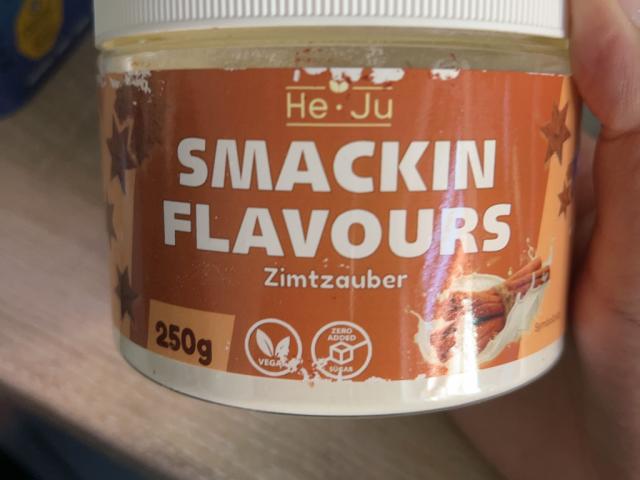 He·Ju
SMACKIN
FLAVOURS
Zimtzauber
250g
VEGAN
ZERO
ADDED
SUGAR